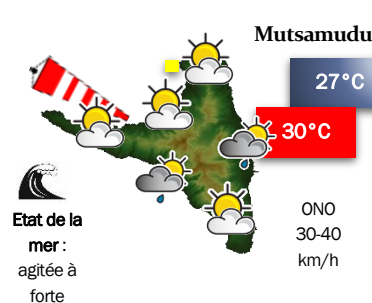 Mutsamudu
27°C
30°C
Etat de la
mer :
agitée à
forte
ONO
30-40
km/h